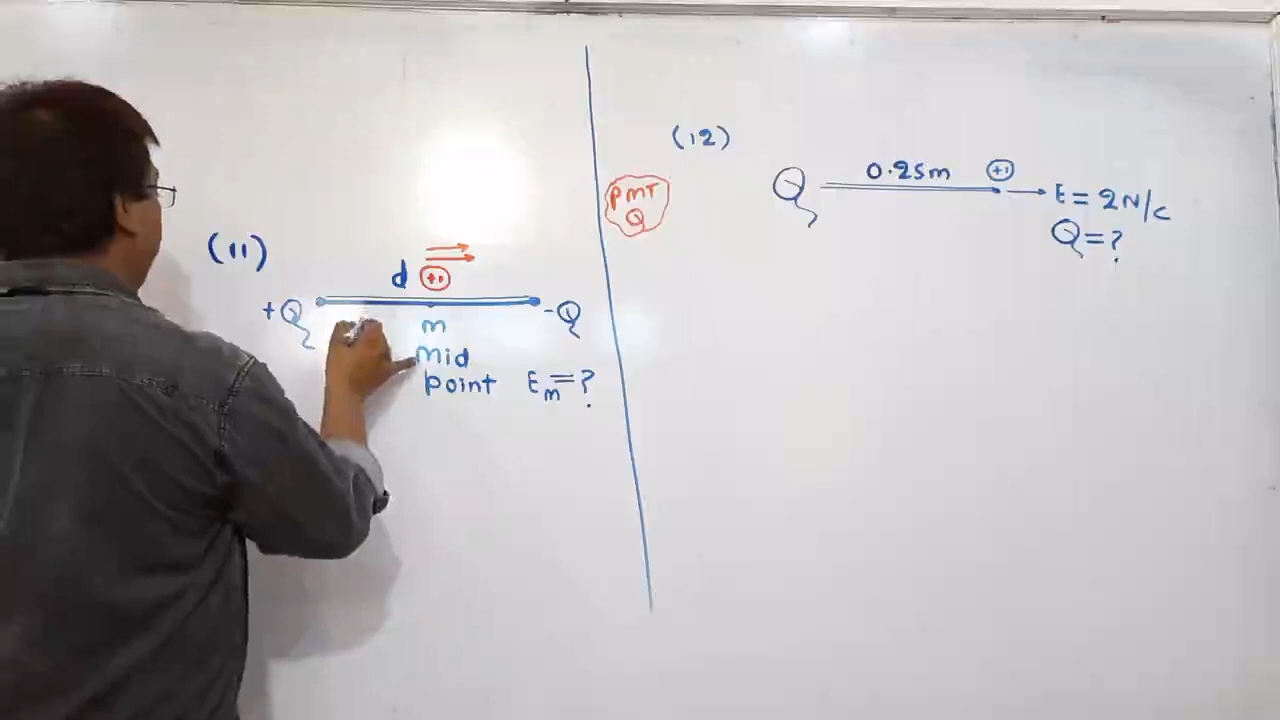 (11)
d (+1)
+Q -Q
m
mid
point Em = ?
PMT
Q
(12)
Q 0.25m (+1) E = 2N/C
Q = ?